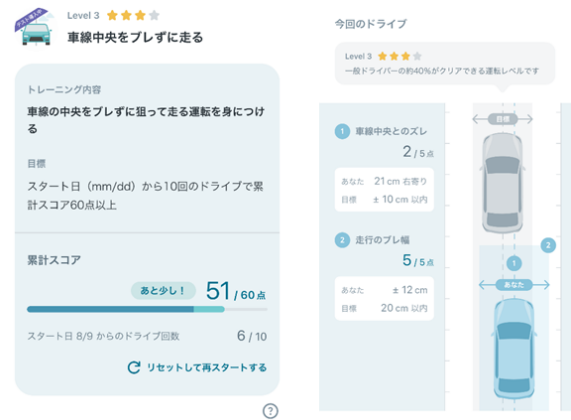 テスト導入中
Level 3
車線中央をブレずに走る
トレーニング内容
車線の中央をブレずに狙って走る運転を身につけ
る
目標
スタート日（mm/dd）から10回のドライブで累
計スコア60点以上
累計スコア
あと少し！ 51 / 60 点
スタート日 8/9 からのドライブ回数 6 / 10
リセットして再スタートする
?
今回のドライブ
Level 3
一般ドライバーの約40%がクリアできる運転レベルです
1 車線中央とのズレ
2 / 5 点
あなた 21 cm 右寄り
目標 ± 10 cm 以内
2 走行のブレ幅
5 / 5 点
あなた ± 12 cm
目標 20 cm 以内
目標
2
1
あなた